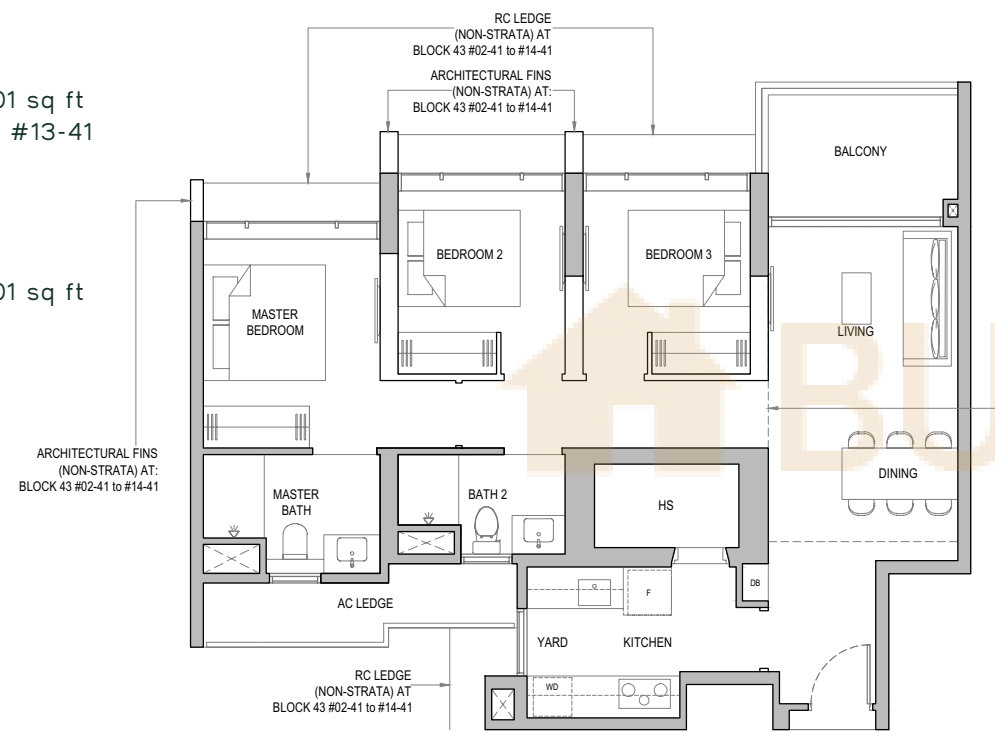 RC LEDGE
(NON-STRATA) AT
BLOCK 43 #02-41 to #14-41
ARCHITECTURAL FINS
(NON-STRATA) AT:
BLOCK 43 #02-41 to #14-41
01 sq ft
#13-41
BALCONY
BEDROOM 2
BEDROOM 3
01 sq ft
MASTER
BEDROOM
LIVING
BU
ARCHITECTURAL FINS
(NON-STRATA) AT:
BLOCK 43 #02-41 to #14-41
DINING
MASTER
BATH
BATH 2
HS
DB
F
AC LEDGE
YARD
KITCHEN
RC LEDGE
(NON-STRATA) AT
BLOCK 43 #02-41 to #14-41
WD